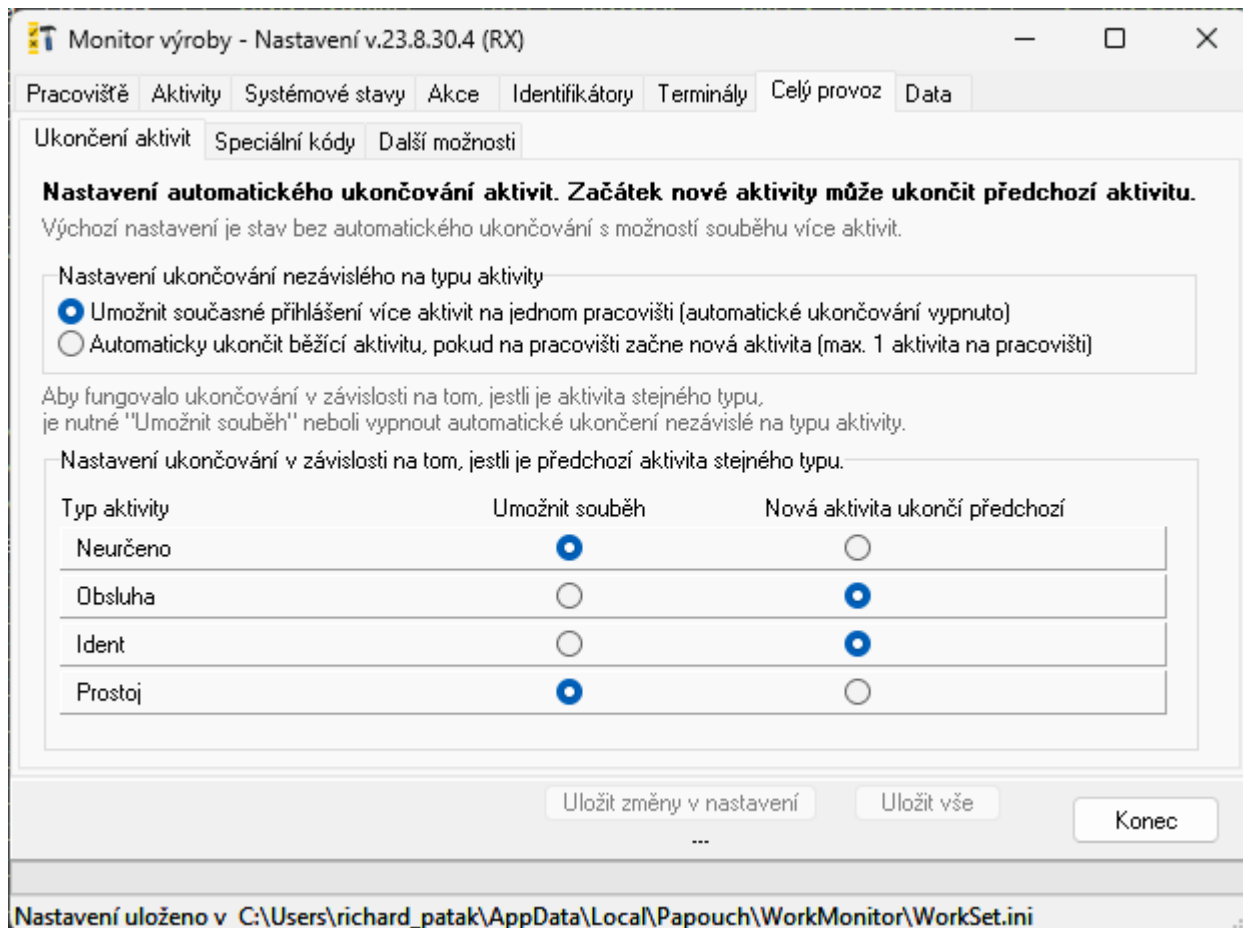 Monitor výroby - Nastavení v.23.8.30.4 (RX)
Pracoviště Aktivity Systémové stavy Akce Identifikátory Terminály Celý provoz Data
Ukončení aktivit Speciální kódy Další možnosti
Nastavení automatického ukončování aktivit. Začátek nové aktivity může ukončit předchozí aktivitu.
Výchozí nastavení je stav bez automatického ukončování s možností souběhu více aktivit.
Nastavení ukončování nezávislého na typu aktivity
Umožnit současné přihlášení více aktivit na jednom pracovišti (automatické ukončování vypnuto)
Automaticky ukončit běžící aktivitu, pokud na pracovišti začne nová aktivita (max. 1 aktivita na pracovišti)
Aby fungovalo ukončování v závislosti na tom, jestli je aktivita stejného typu,
je nutné "Umožnit souběh" neboli vypnout automatické ukončení nezávislé na typu aktivity.
Nastavení ukončování v závislosti na tom, jestli je předchozí aktivita stejného typu.
Typ aktivity Umožnit souběh Nová aktivita ukončí předchozí
Neurčeno
Obsluha
Ident
Prostoj
Uložit změny v nastavení Uložit vše Konec
---
Nastavení uloženo v C:\Users\richard_patak\AppData\Local\Papouch\WorkMonitor\WorkSet.ini